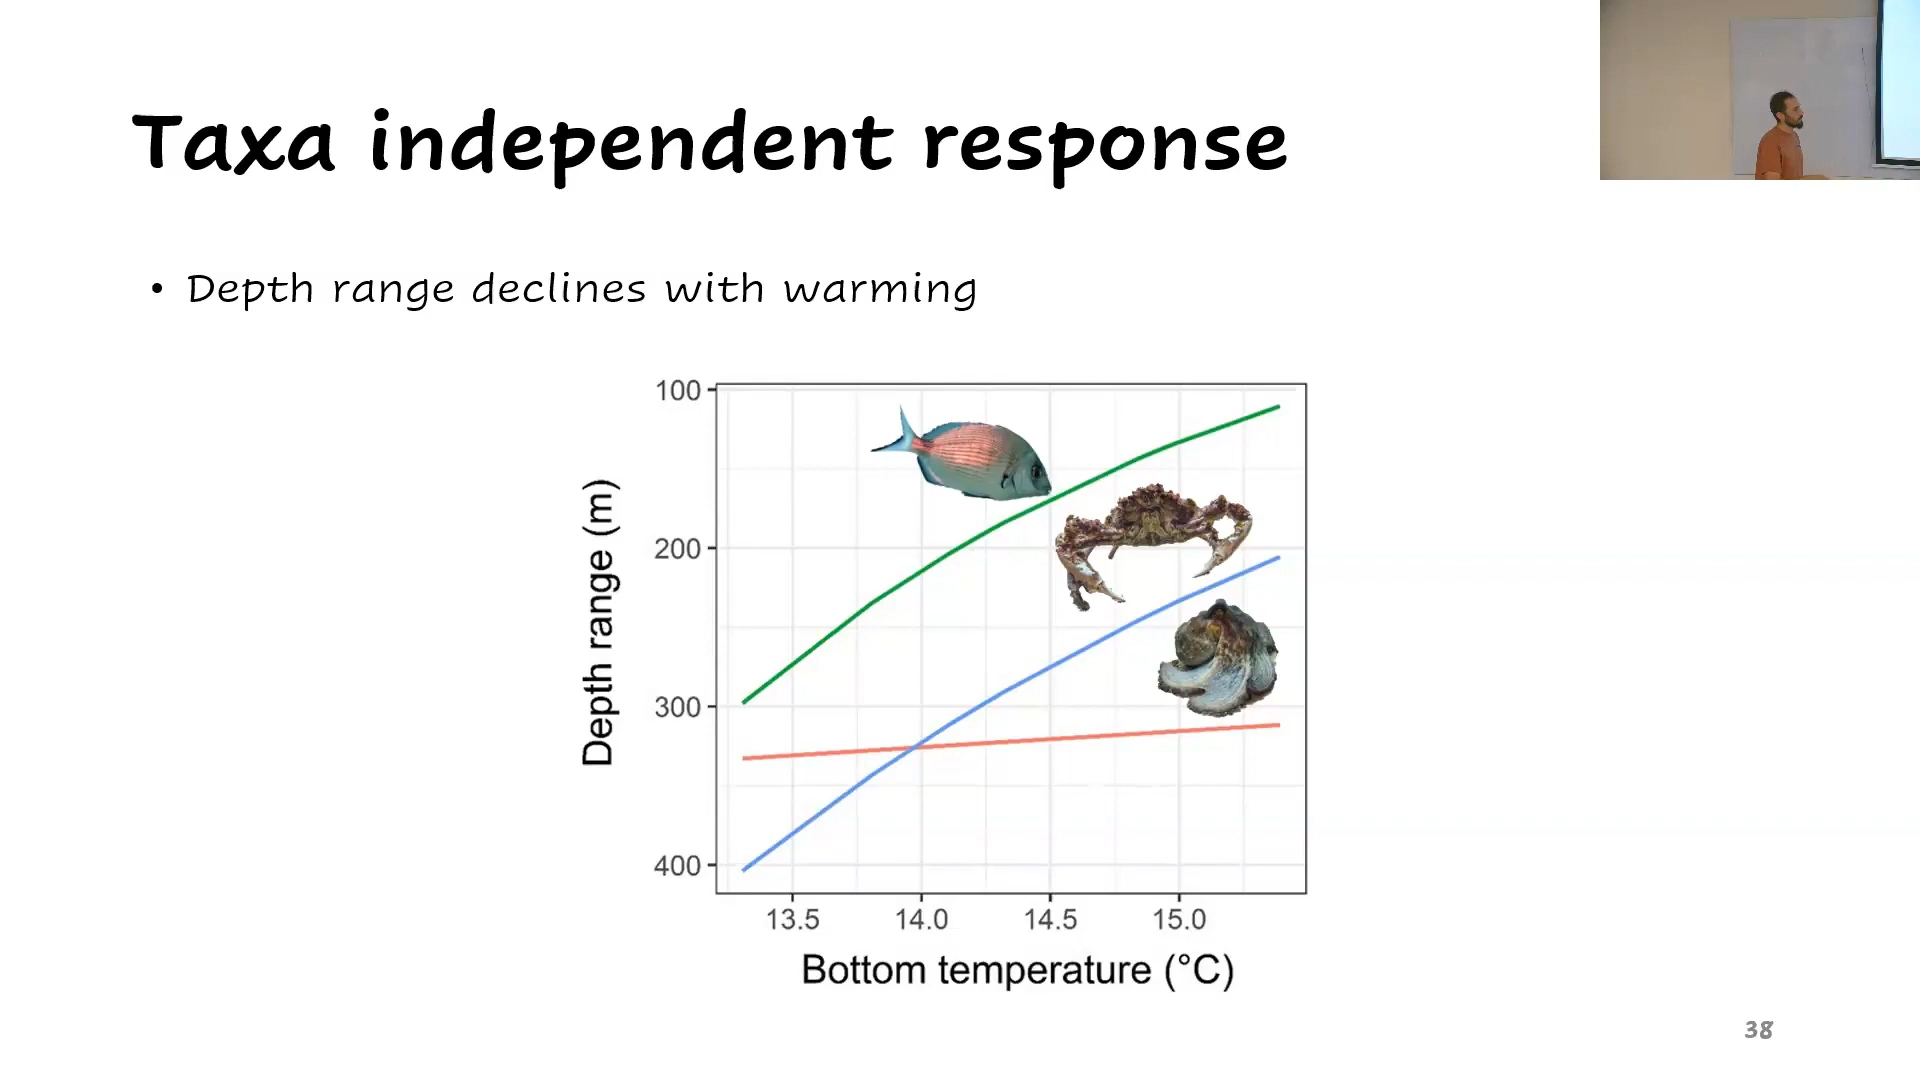 Taxa independent response
• Depth range declines with warming
100
200
300
400
Depth range (m)
13.5 14.0 14.5 15.0
Bottom temperature (°C)
38